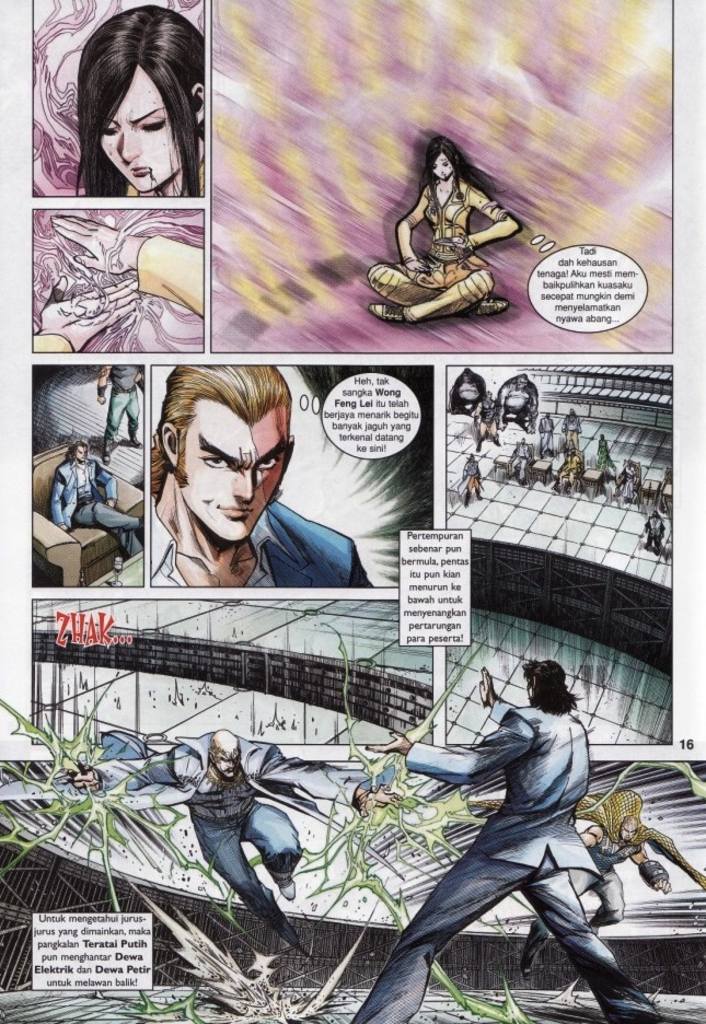 Tadi
dah kehausan
tenaga! Aku mesti mem-
baikpulihkan kuasaku
secepat mungkin demi
menyelamatkan
nyawa abang...
Heh, tak
sangka Wong
Feng Lei itu telah
berjaya menarik begitu
banyak jaguh yang
terkenal datang
ke sini!
Pertempuran
sebenar pun
bermula, pentas
itu pun kian
menurun ke
bawah untuk
menyenangkan
pertarungan
para peserta!
ZHAK...
16
Untuk mengetahui jurus-
jurus yang dimainkan, maka
pangkalan Teratai Putih
pun menghantar Dewa
Elektrik dan Dewa Petir
untuk melawan balik!